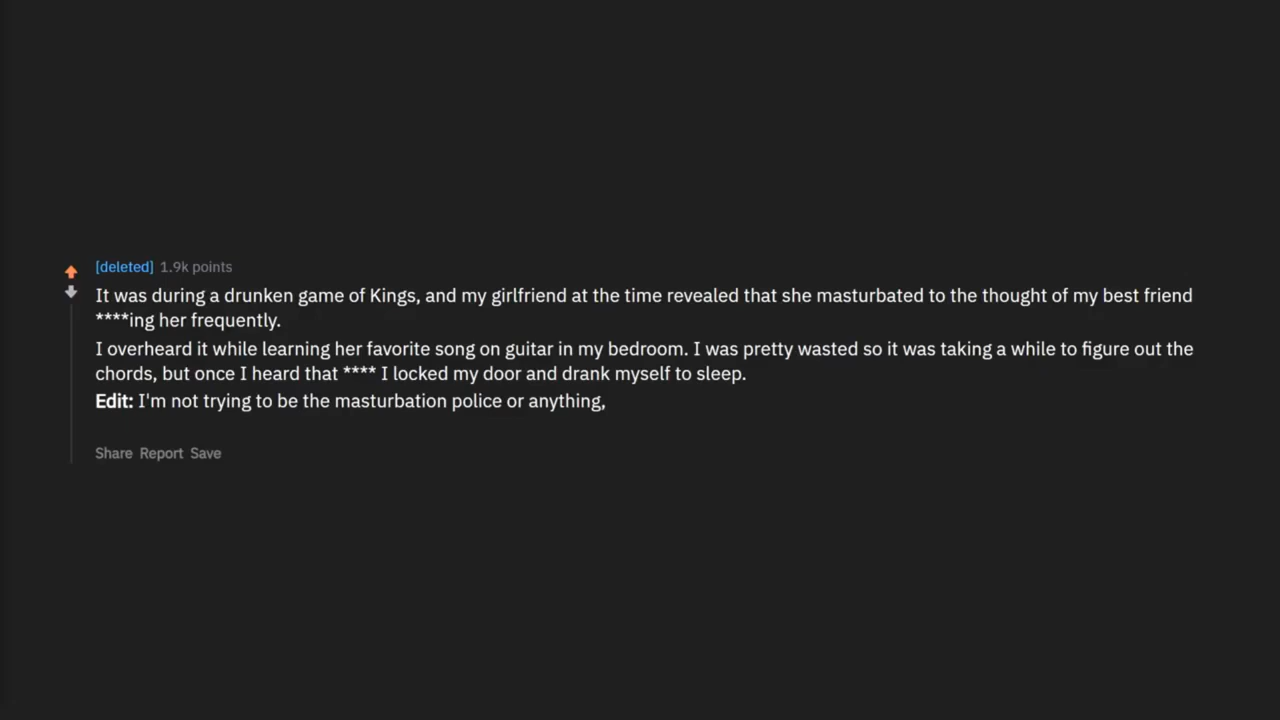 [deleted] 1.9k points
It was during a drunken game of Kings, and my girlfriend at the time revealed that she masturbated to the thought of my best friend
****ing her frequently.
I overheard it while learning her favorite song on guitar in my bedroom. I was pretty wasted so it was taking a while to figure out the
chords, but once I heard that **** I locked my door and drank myself to sleep.
Edit: I'm not trying to be the masturbation police or anything,
Share Report Save